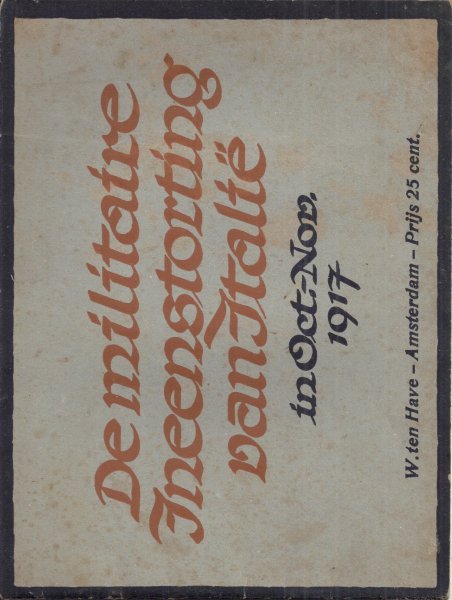 De militaire
Ineenstorting
van Italië
in Oct.-Nov.
1917
W. ten Have – Amsterdam – Prijs 25 cent.